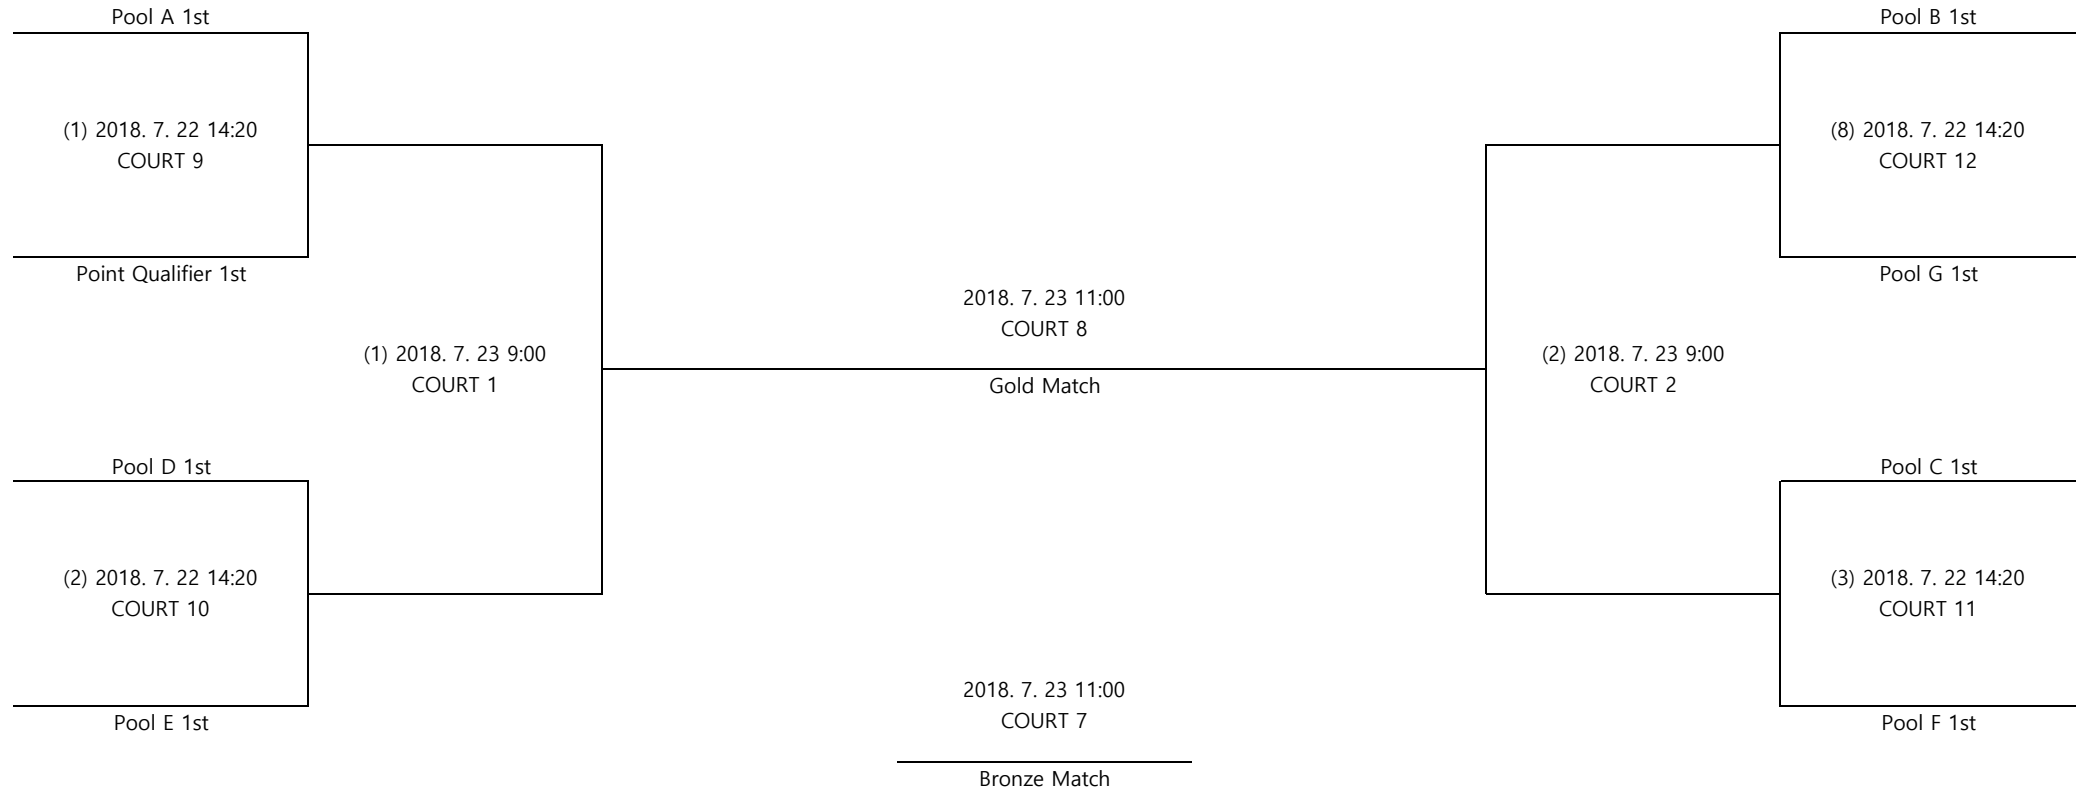 Pool A 1st
Pool B 1st
(1) 2018. 7. 22 14:20
COURT 9
(8) 2018. 7. 22 14:20
COURT 12
Point Qualifier 1st
Pool G 1st
2018. 7. 23 11:00
COURT 8
(1) 2018. 7. 23 9:00
COURT 1
(2) 2018. 7. 23 9:00
COURT 2
Gold Match
Pool D 1st
Pool C 1st
(2) 2018. 7. 22 14:20
COURT 10
(3) 2018. 7. 22 14:20
COURT 11
2018. 7. 23 11:00
COURT 7
Pool E 1st
Pool F 1st
Bronze Match